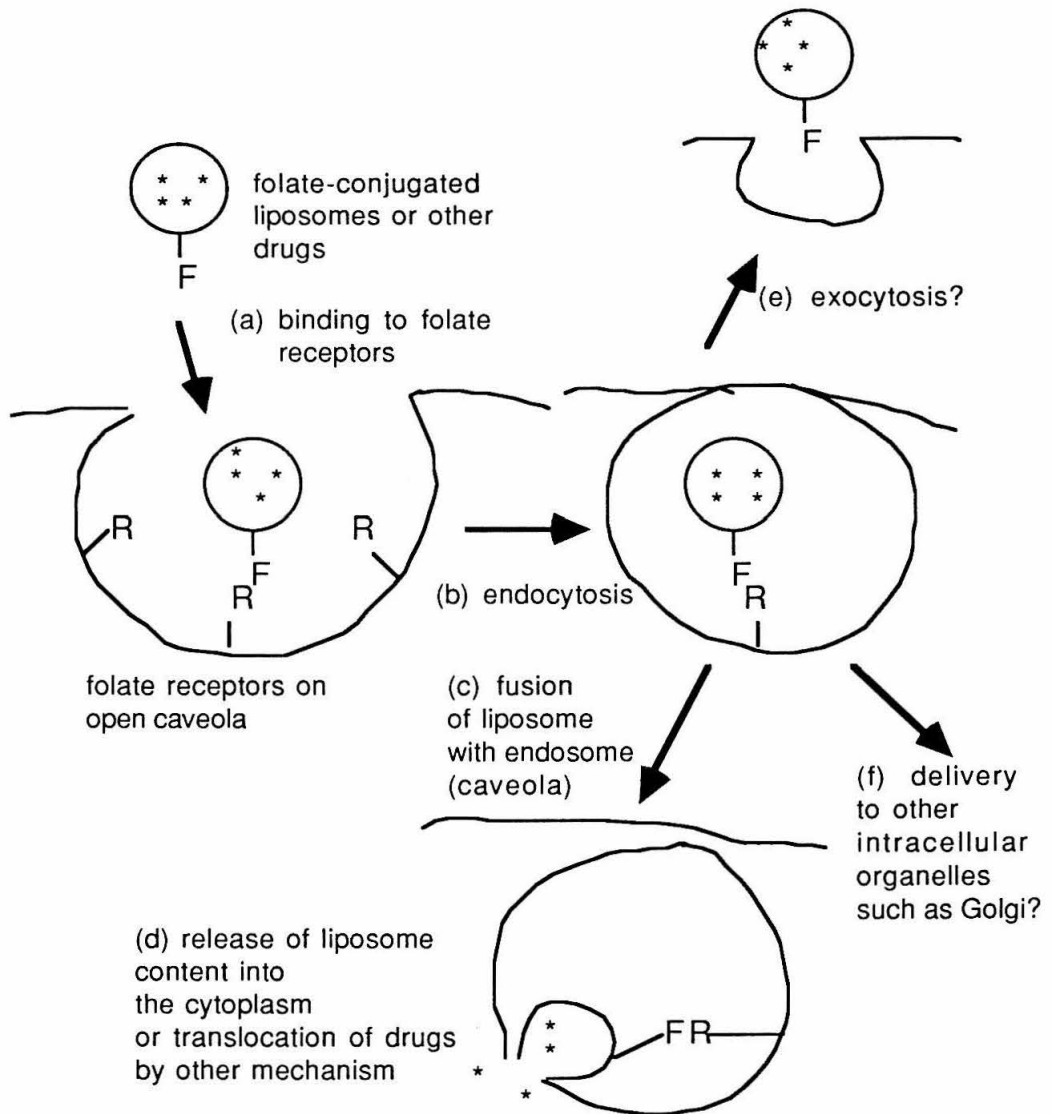 * *
* *
F
folate-conjugated
liposomes or other
drugs
(a) binding to folate
receptors
*
* *
*
F
(e) exocytosis?
*
* *
*
R
F
R
R
folate receptors on
open caveola
(b) endocytosis
* *
* *
F
R
(c) fusion
of liposome
with endosome
(caveola)
(f) delivery
to other
intracellular
organelles
such as Golgi?
(d) release of liposome
content into
the cytoplasm
or translocation of drugs
by other mechanism
*
*
FR
*
*